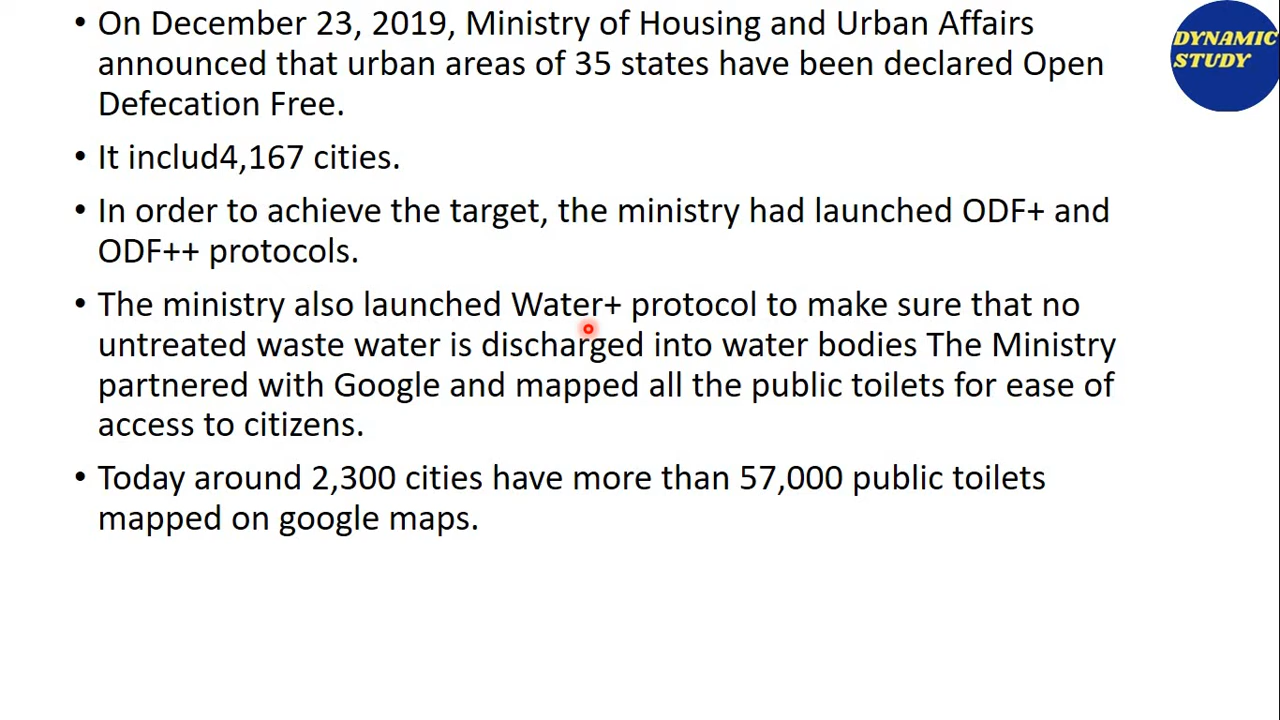 • On December 23, 2019, Ministry of Housing and Urban Affairs
announced that urban areas of 35 states have been declared Open
Defecation Free.
• It includ4,167 cities.
• In order to achieve the target, the ministry had launched ODF+ and
ODF++ protocols.
• The ministry also launched Water+ protocol to make sure that no
untreated waste water is discharged into water bodies The Ministry
partnered with Google and mapped all the public toilets for ease of
access to citizens.
• Today around 2,300 cities have more than 57,000 public toilets
mapped on google maps.
DYNAMIC
STUDY